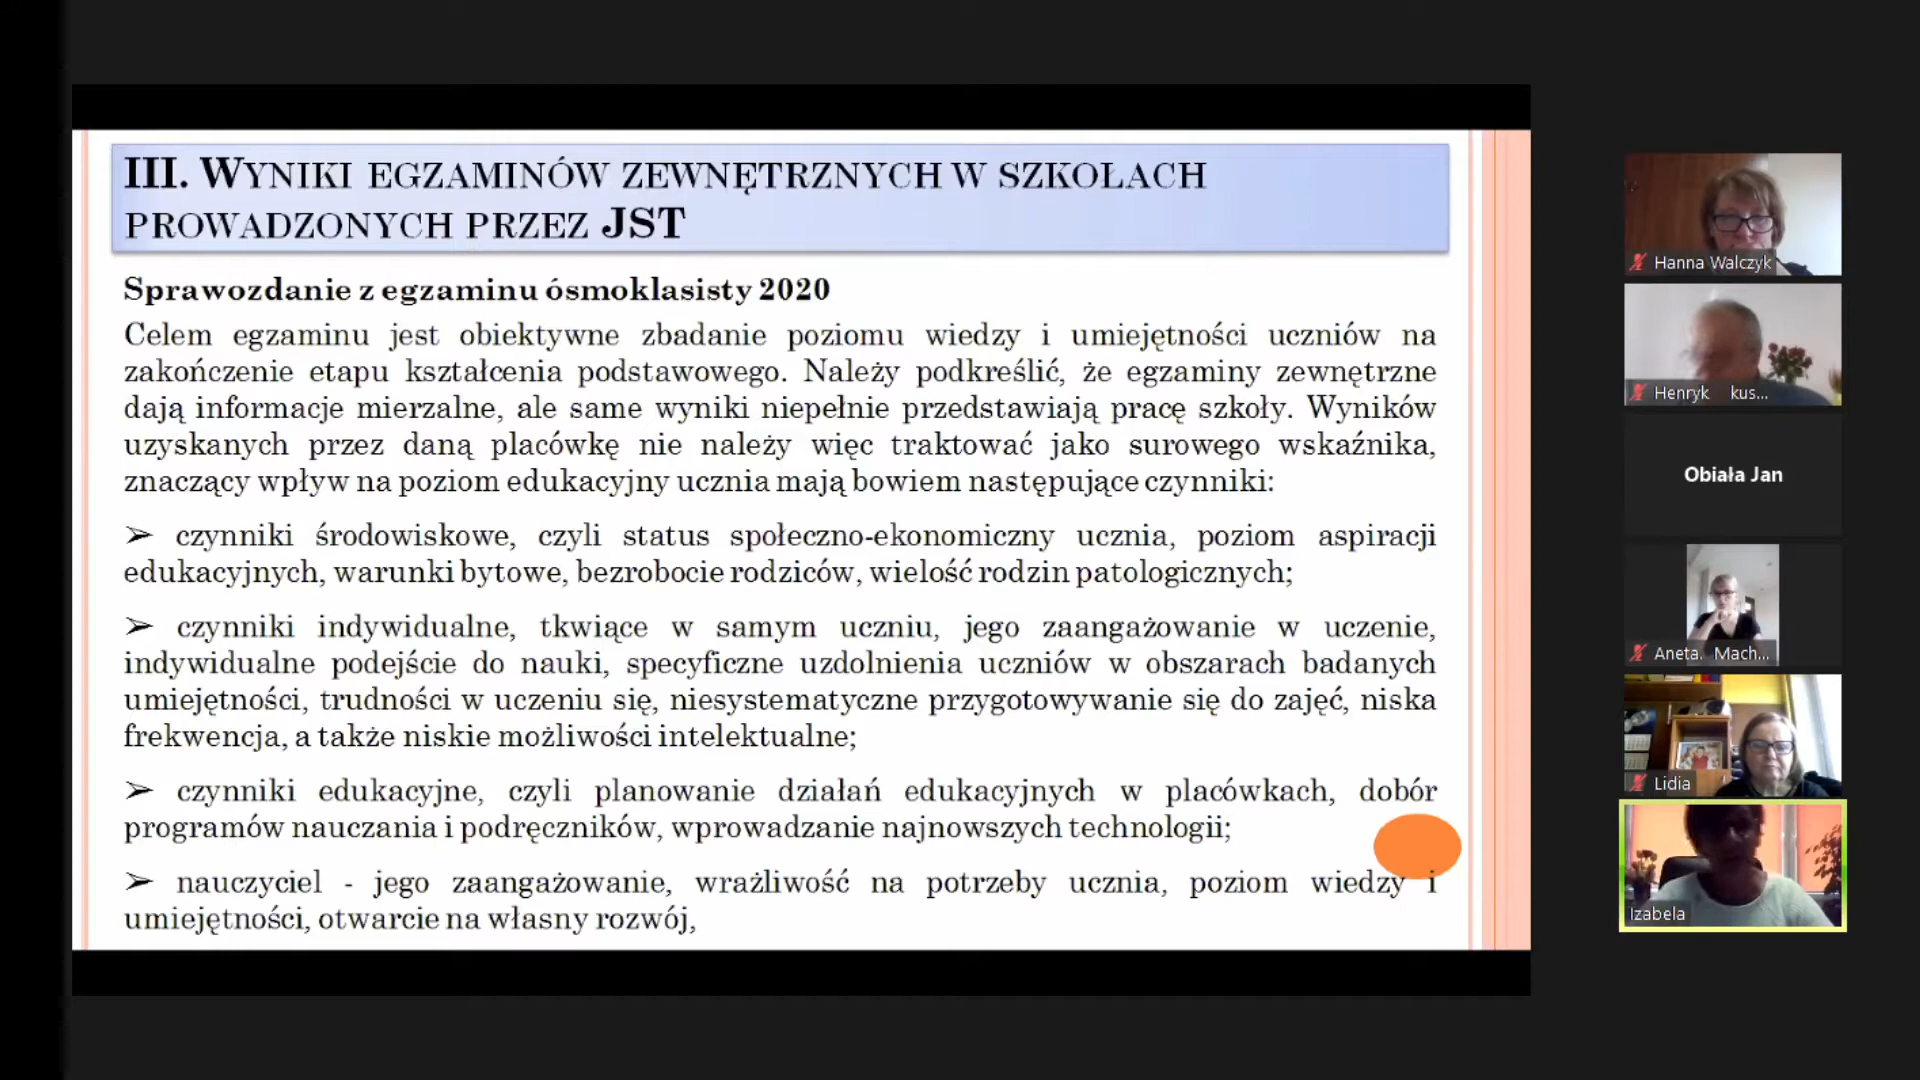 III. WYNIKI EGZAMINÓW ZEWNĘTRZNYCH W SZKOŁACH
PROWADZONYCH PRZEZ JST
Sprawozdanie z egzaminu ósmoklasisty 2020
Celem egzaminu jest obiektywne zbadanie poziomu wiedzy i umiejętności uczniów na
zakończenie etapu kształcenia podstawowego. Należy podkreślić, że egzaminy zewnętrzne
dają informacje mierzalne, ale same wyniki niepełnie przedstawiają pracę szkoły. Wyników
uzyskanych przez daną placówkę nie należy więc traktować jako surowego wskaźnika,
znaczący wpływ na poziom edukacyjny ucznia mają bowiem następujące czynniki:
➢ czynniki środowiskowe, czyli status społeczno-ekonomiczny ucznia, poziom aspiracji
edukacyjnych, warunki bytowe, bezrobocie rodziców, wielość rodzin patologicznych;
➢ czynniki indywidualne, tkwiące w samym uczniu, jego zaangażowanie w uczenie,
indywidualne podejście do nauki, specyficzne uzdolnienia uczniów w obszarach badanych
umiejętności, trudności w uczeniu się, niesystematyczne przygotowywanie się do zajęć, niska
frekwencja, a także niskie możliwości intelektualne;
➢ czynniki edukacyjne, czyli planowanie działań edukacyjnych w placówkach, dobór
programów nauczania i podręczników, wprowadzanie najnowszych technologii;
➢ nauczyciel - jego zaangażowanie, wrażliwość na potrzeby ucznia, poziom wiedzy i
umiejętności, otwarcie na własny rozwój,
Hanna Walczyk
Henryk kus...
Obiała Jan
Aneta. Mach...
Lidia
Izabela